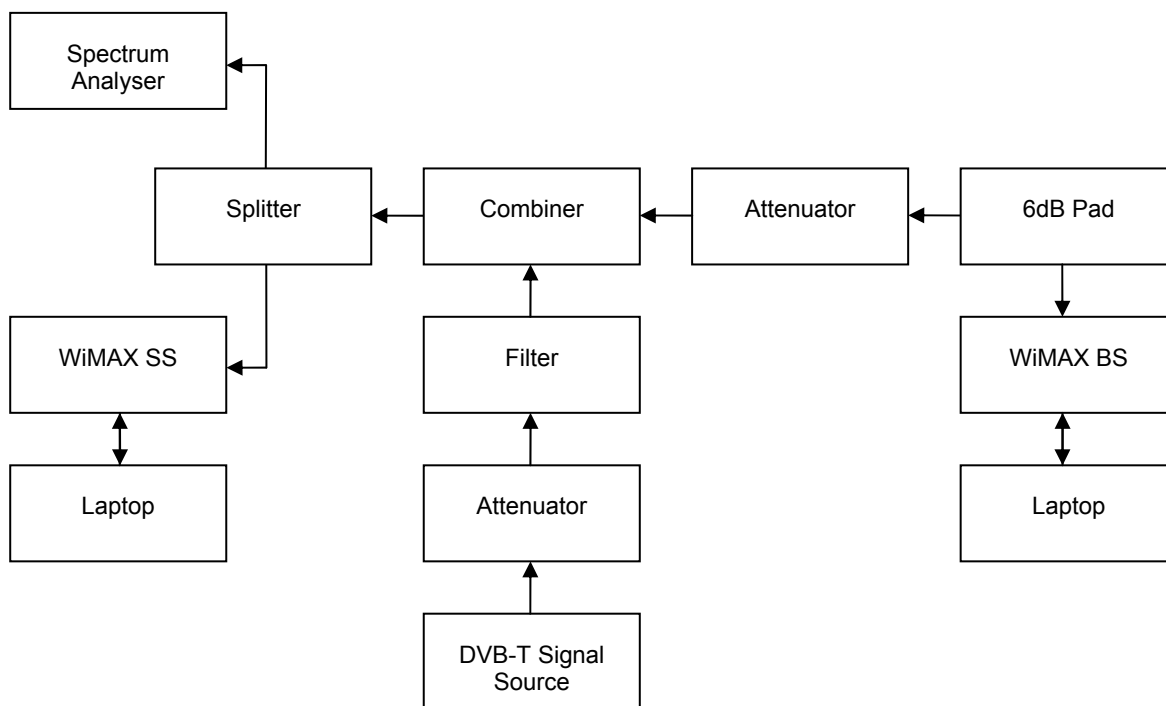 Spectrum
Analyser
Splitter
Combiner
Attenuator
6dB Pad
WiMAX SS
Filter
WiMAX BS
Laptop
Attenuator
Laptop
DVB-T Signal
Source